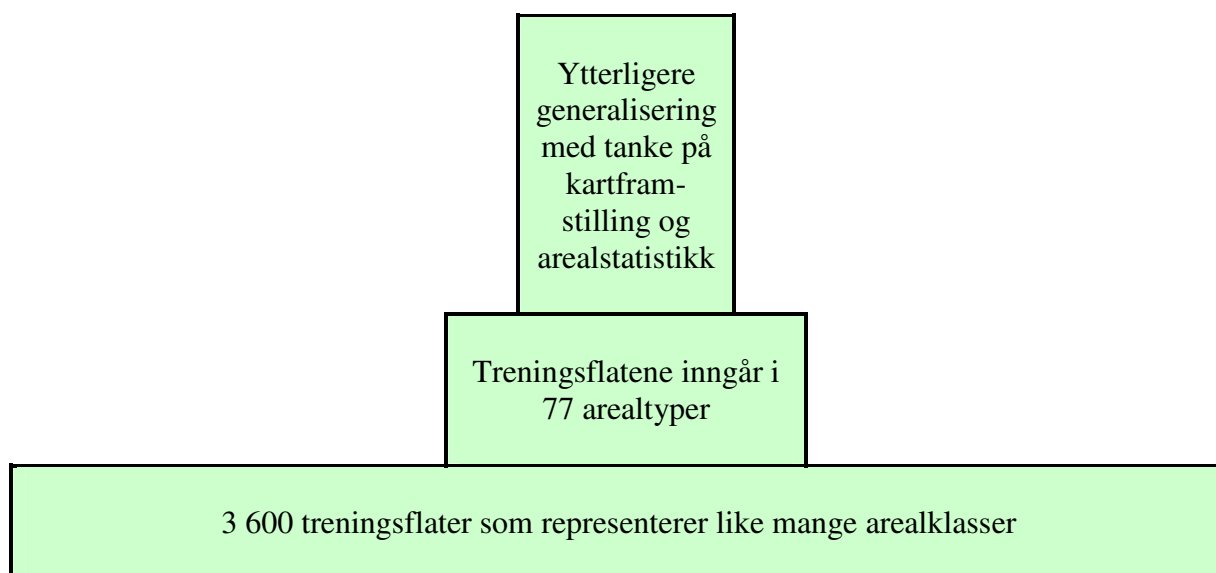 Ytterligere
generalisering
med tanke på
kartfram-
stilling og
arealstatistikk
Treningsflatene inngår i
77 arealtyper
3 600 treningsflater som representerer like mange arealklasser